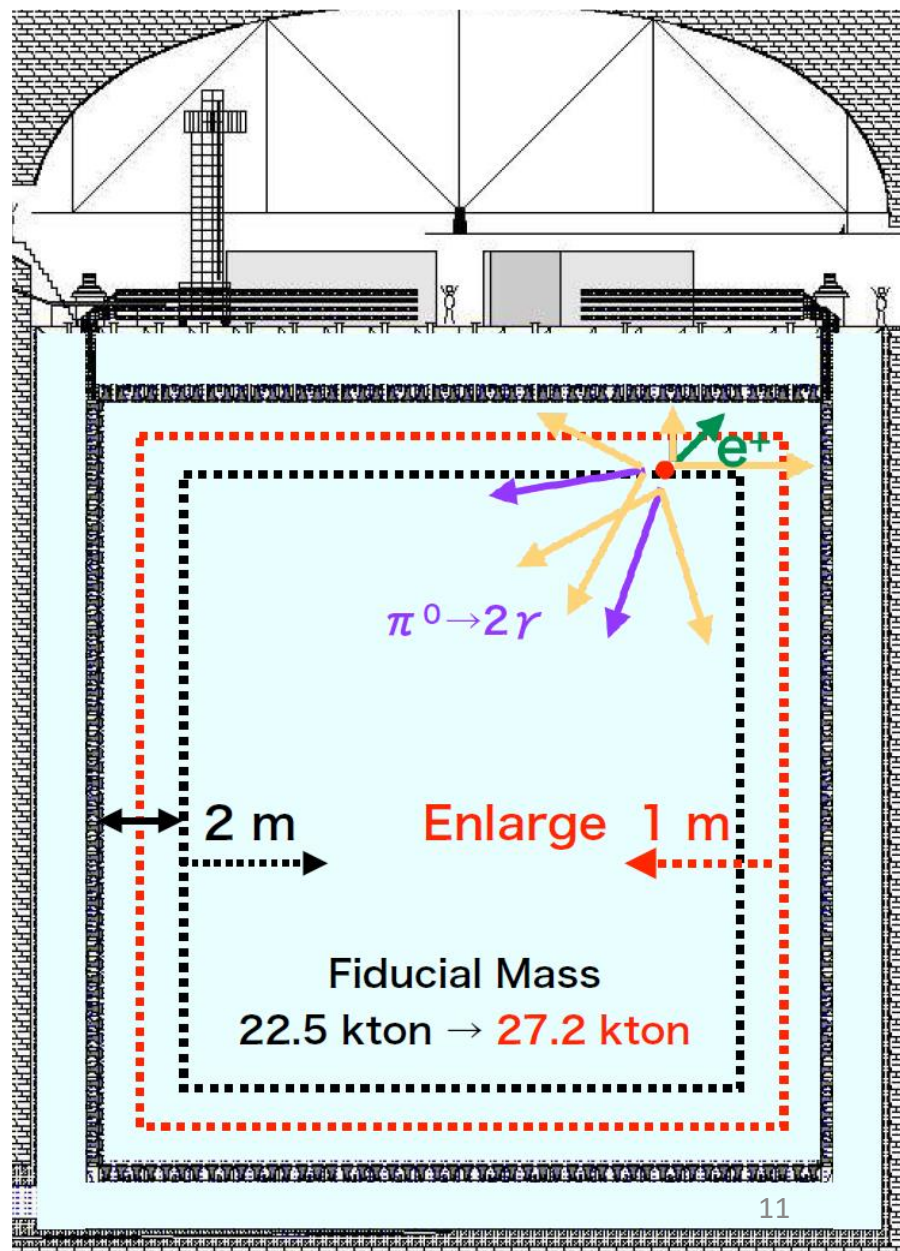 e⁺
π⁰→2γ
2 m
Enlarge 1 m
Fiducial Mass
22.5 kton → 27.2 kton
11